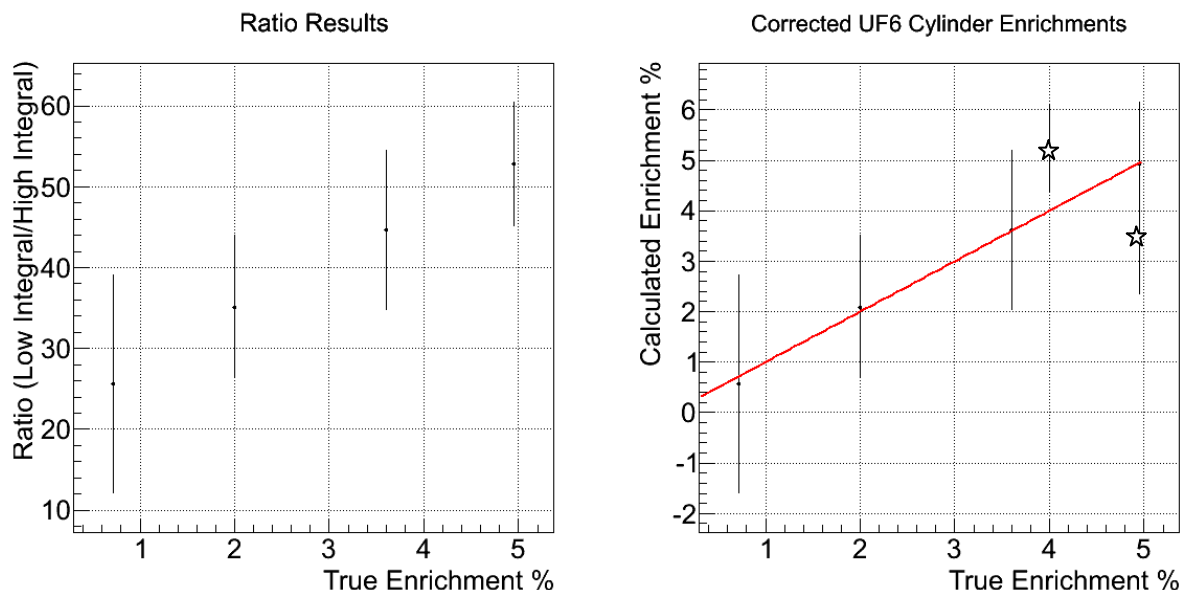 Ratio Results
Ratio (Low Integral/High Integral)
60
50
40
30
20
10
1 2 3 4 5
True Enrichment %
Corrected UF6 Cylinder Enrichments
Calculated Enrichment %
6
5
4
3
2
1
0
-1
-2
1 2 3 4 5
True Enrichment %